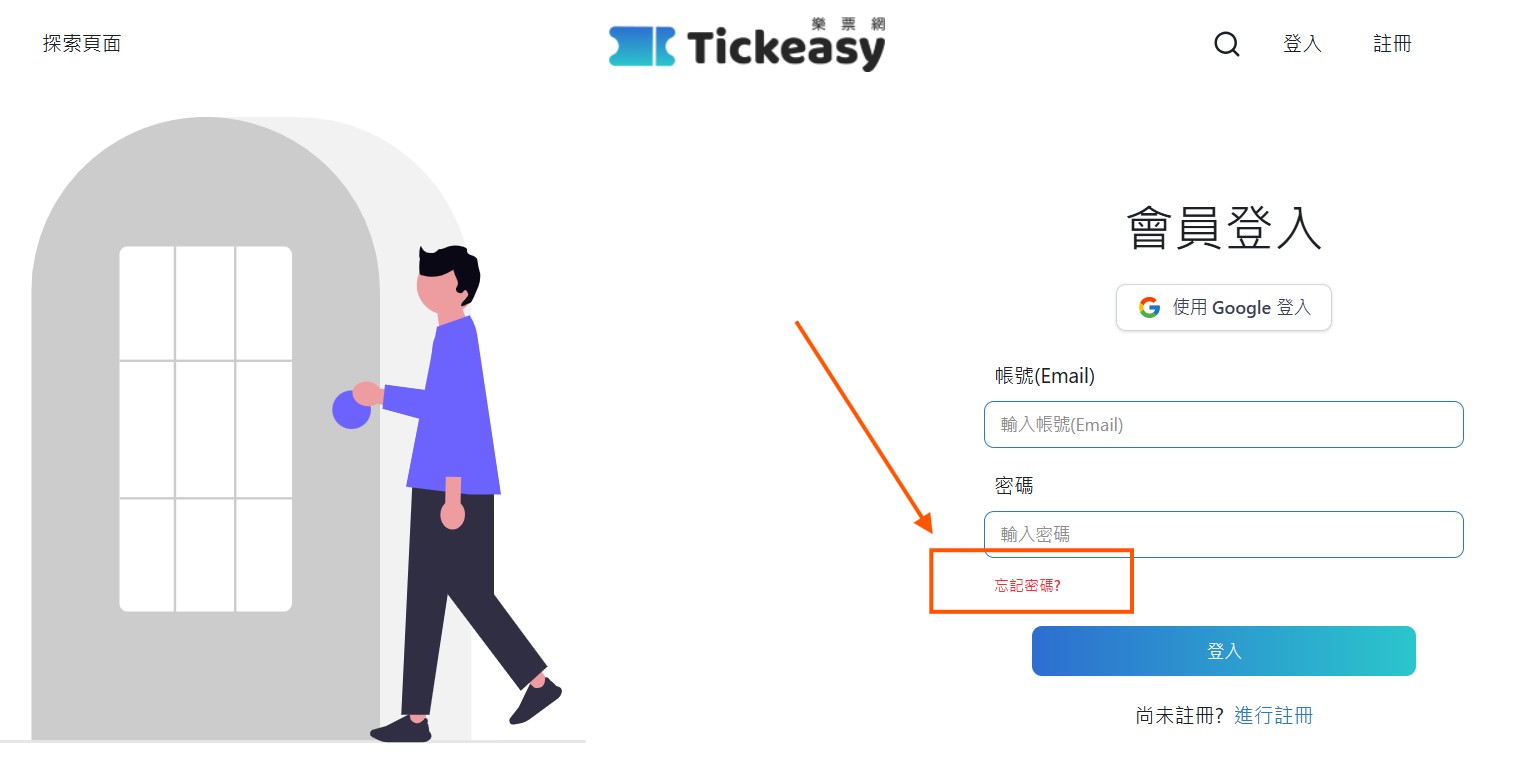 探索頁面
樂票網
Tickeasy
登入
註冊
會員登入
使用 Google 登入
帳號(Email)
輸入帳號(Email)
密碼
輸入密碼
忘記密碼?
登入
尚未註冊? 進行註冊